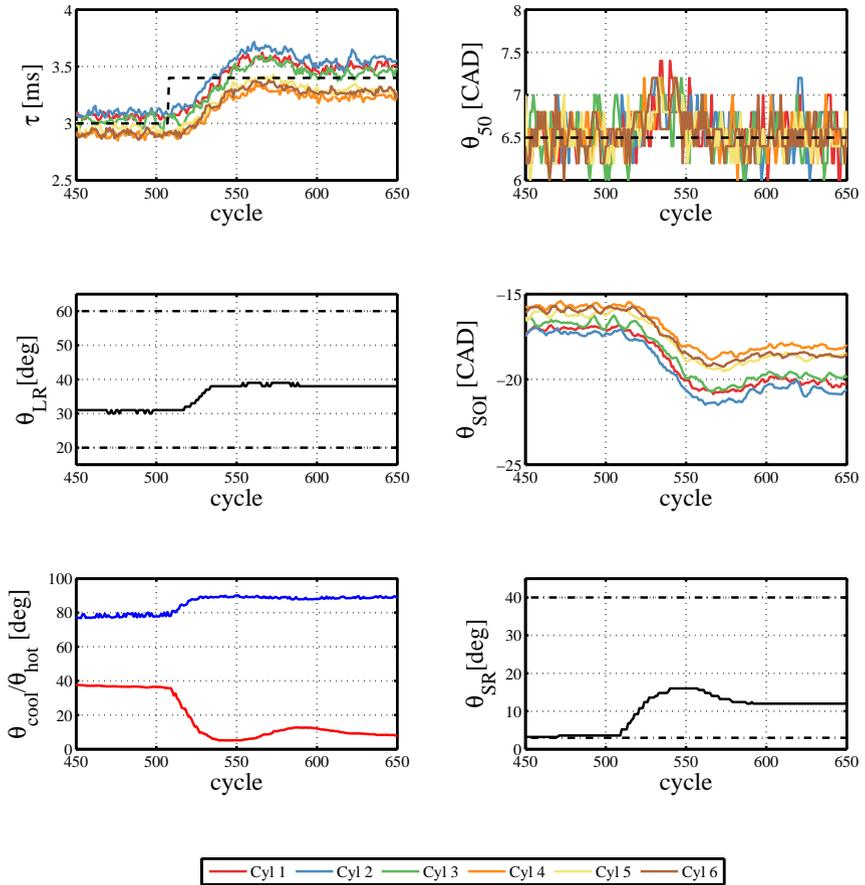 4
3.5
3
2.5
τ [ms]
450 500 550 600 650
cycle
8
7.5
7
6.5
6
θ50 [CAD]
450 500 550 600 650
cycle
60
50
40
30
20
θLR[deg]
450 500 550 600 650
cycle
−15
−20
−25
θSOI [CAD]
450 500 550 600 650
cycle
100
80
60
40
20
0
θcool/θhot [deg]
450 500 550 600 650
cycle
40
30
20
10
0
θSR[deg]
450 500 550 600 650
cycle
Cyl 1 Cyl 2 Cyl 3 Cyl 4 Cyl 5 Cyl 6